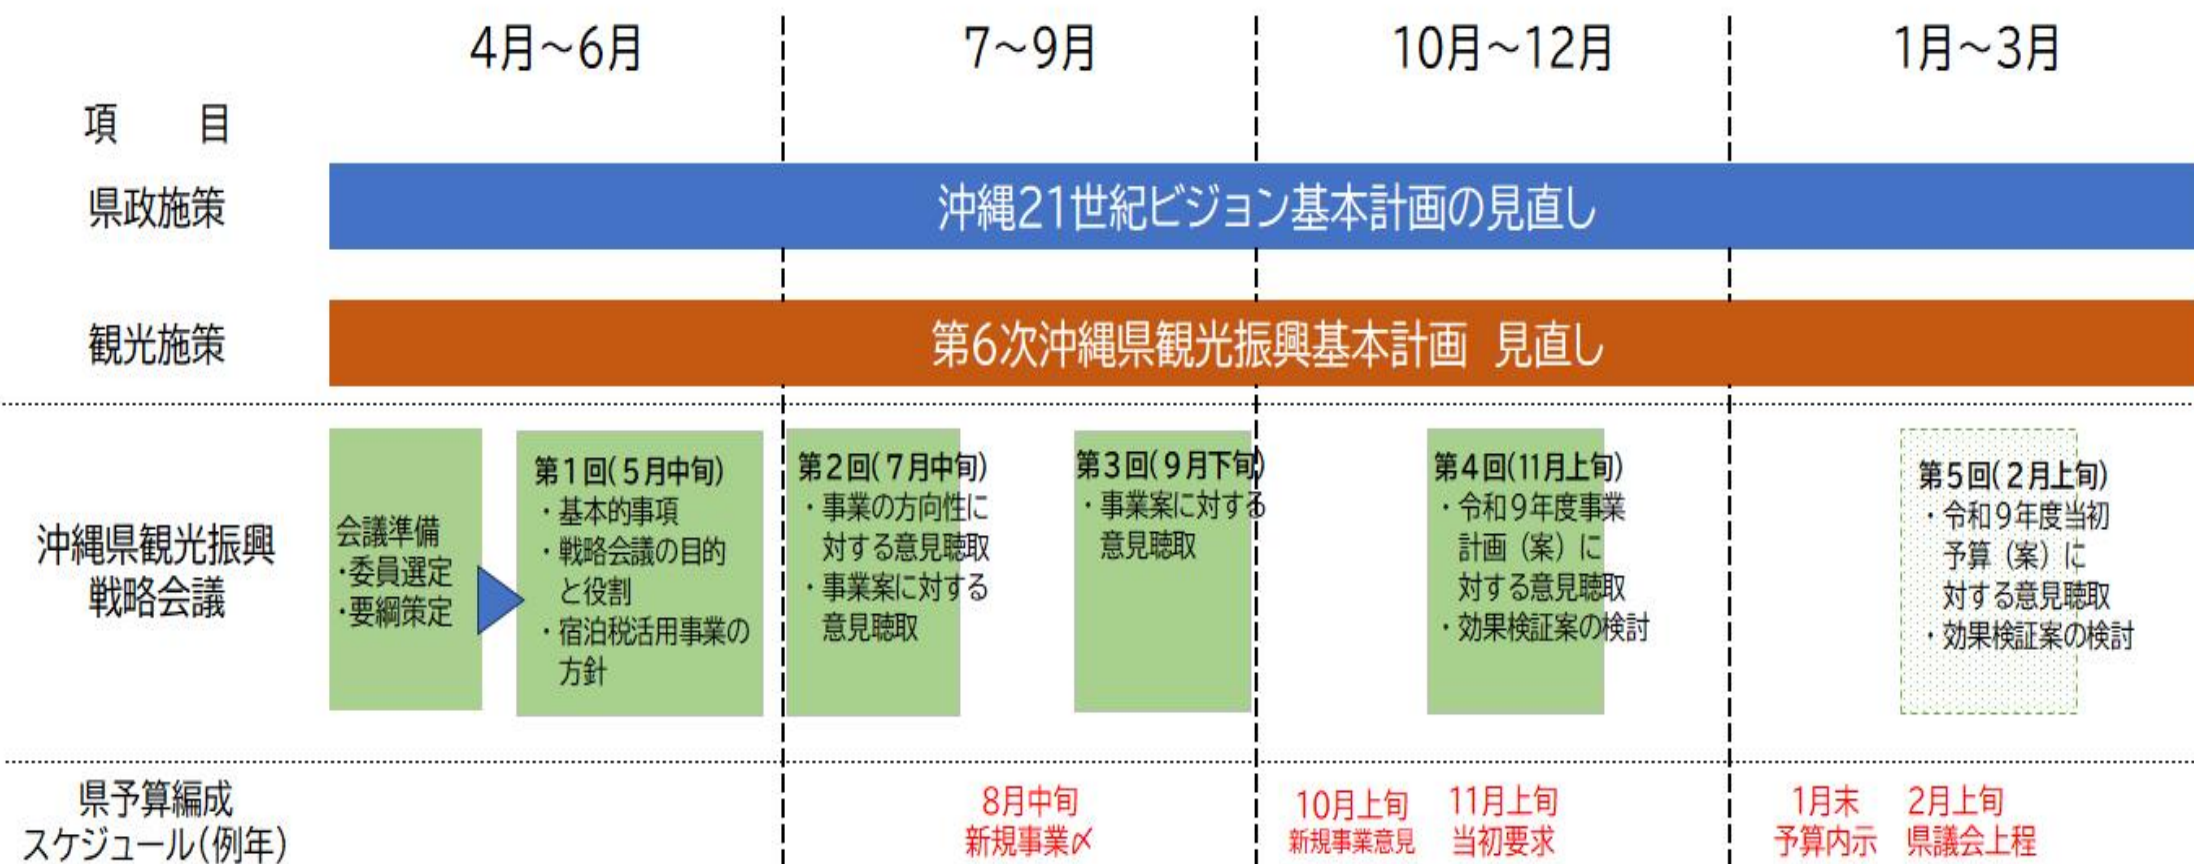 4月～6月
7～9月
10月～12月
1月～3月
項　　目
県政施策
沖縄21世紀ビジョン基本計画の見直し
観光施策
第6次沖縄県観光振興基本計画 見直し
沖縄県観光振興
戦略会議
会議準備
・委員選定
・要綱策定
第1回(5月中旬)
・基本的事項
・戦略会議の目的
と役割
・宿泊税活用事業の
方針
第2回(7月中旬)
・事業の方向性に
対する意見聴取
・事業案に対する
意見聴取
第3回(9月下旬)
・事業案に対する
意見聴取
第4回(11月上旬)
・令和9年度事業
計画（案）に
対する意見聴取
・効果検証案の検討
第5回(2月上旬)
・令和9年度当初
予算（案）に
対する意見聴取
・効果検証案の検討
県予算編成
スケジュール(例年)
8月中旬
新規事業〆
10月上旬
新規事業意見
11月上旬
当初要求
1月末
予算内示
2月上旬
県議会上程